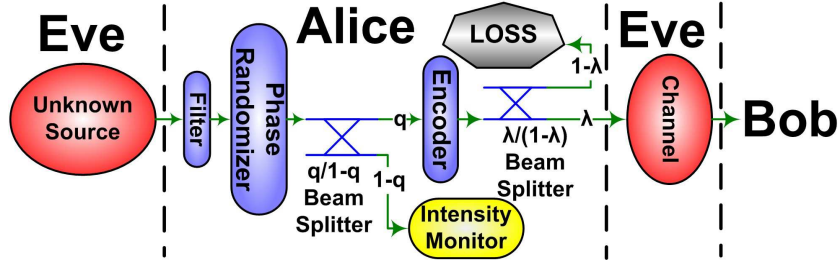 Eve
Alice
Eve
LOSS
1-λ
Unknown
Source
Filter
Phase
Randomizer
q
Encoder
λ
Channel
Bob
q/1-q
Beam
Splitter
1-q
λ/(1-λ)
Beam
Splitter
Intensity
Monitor